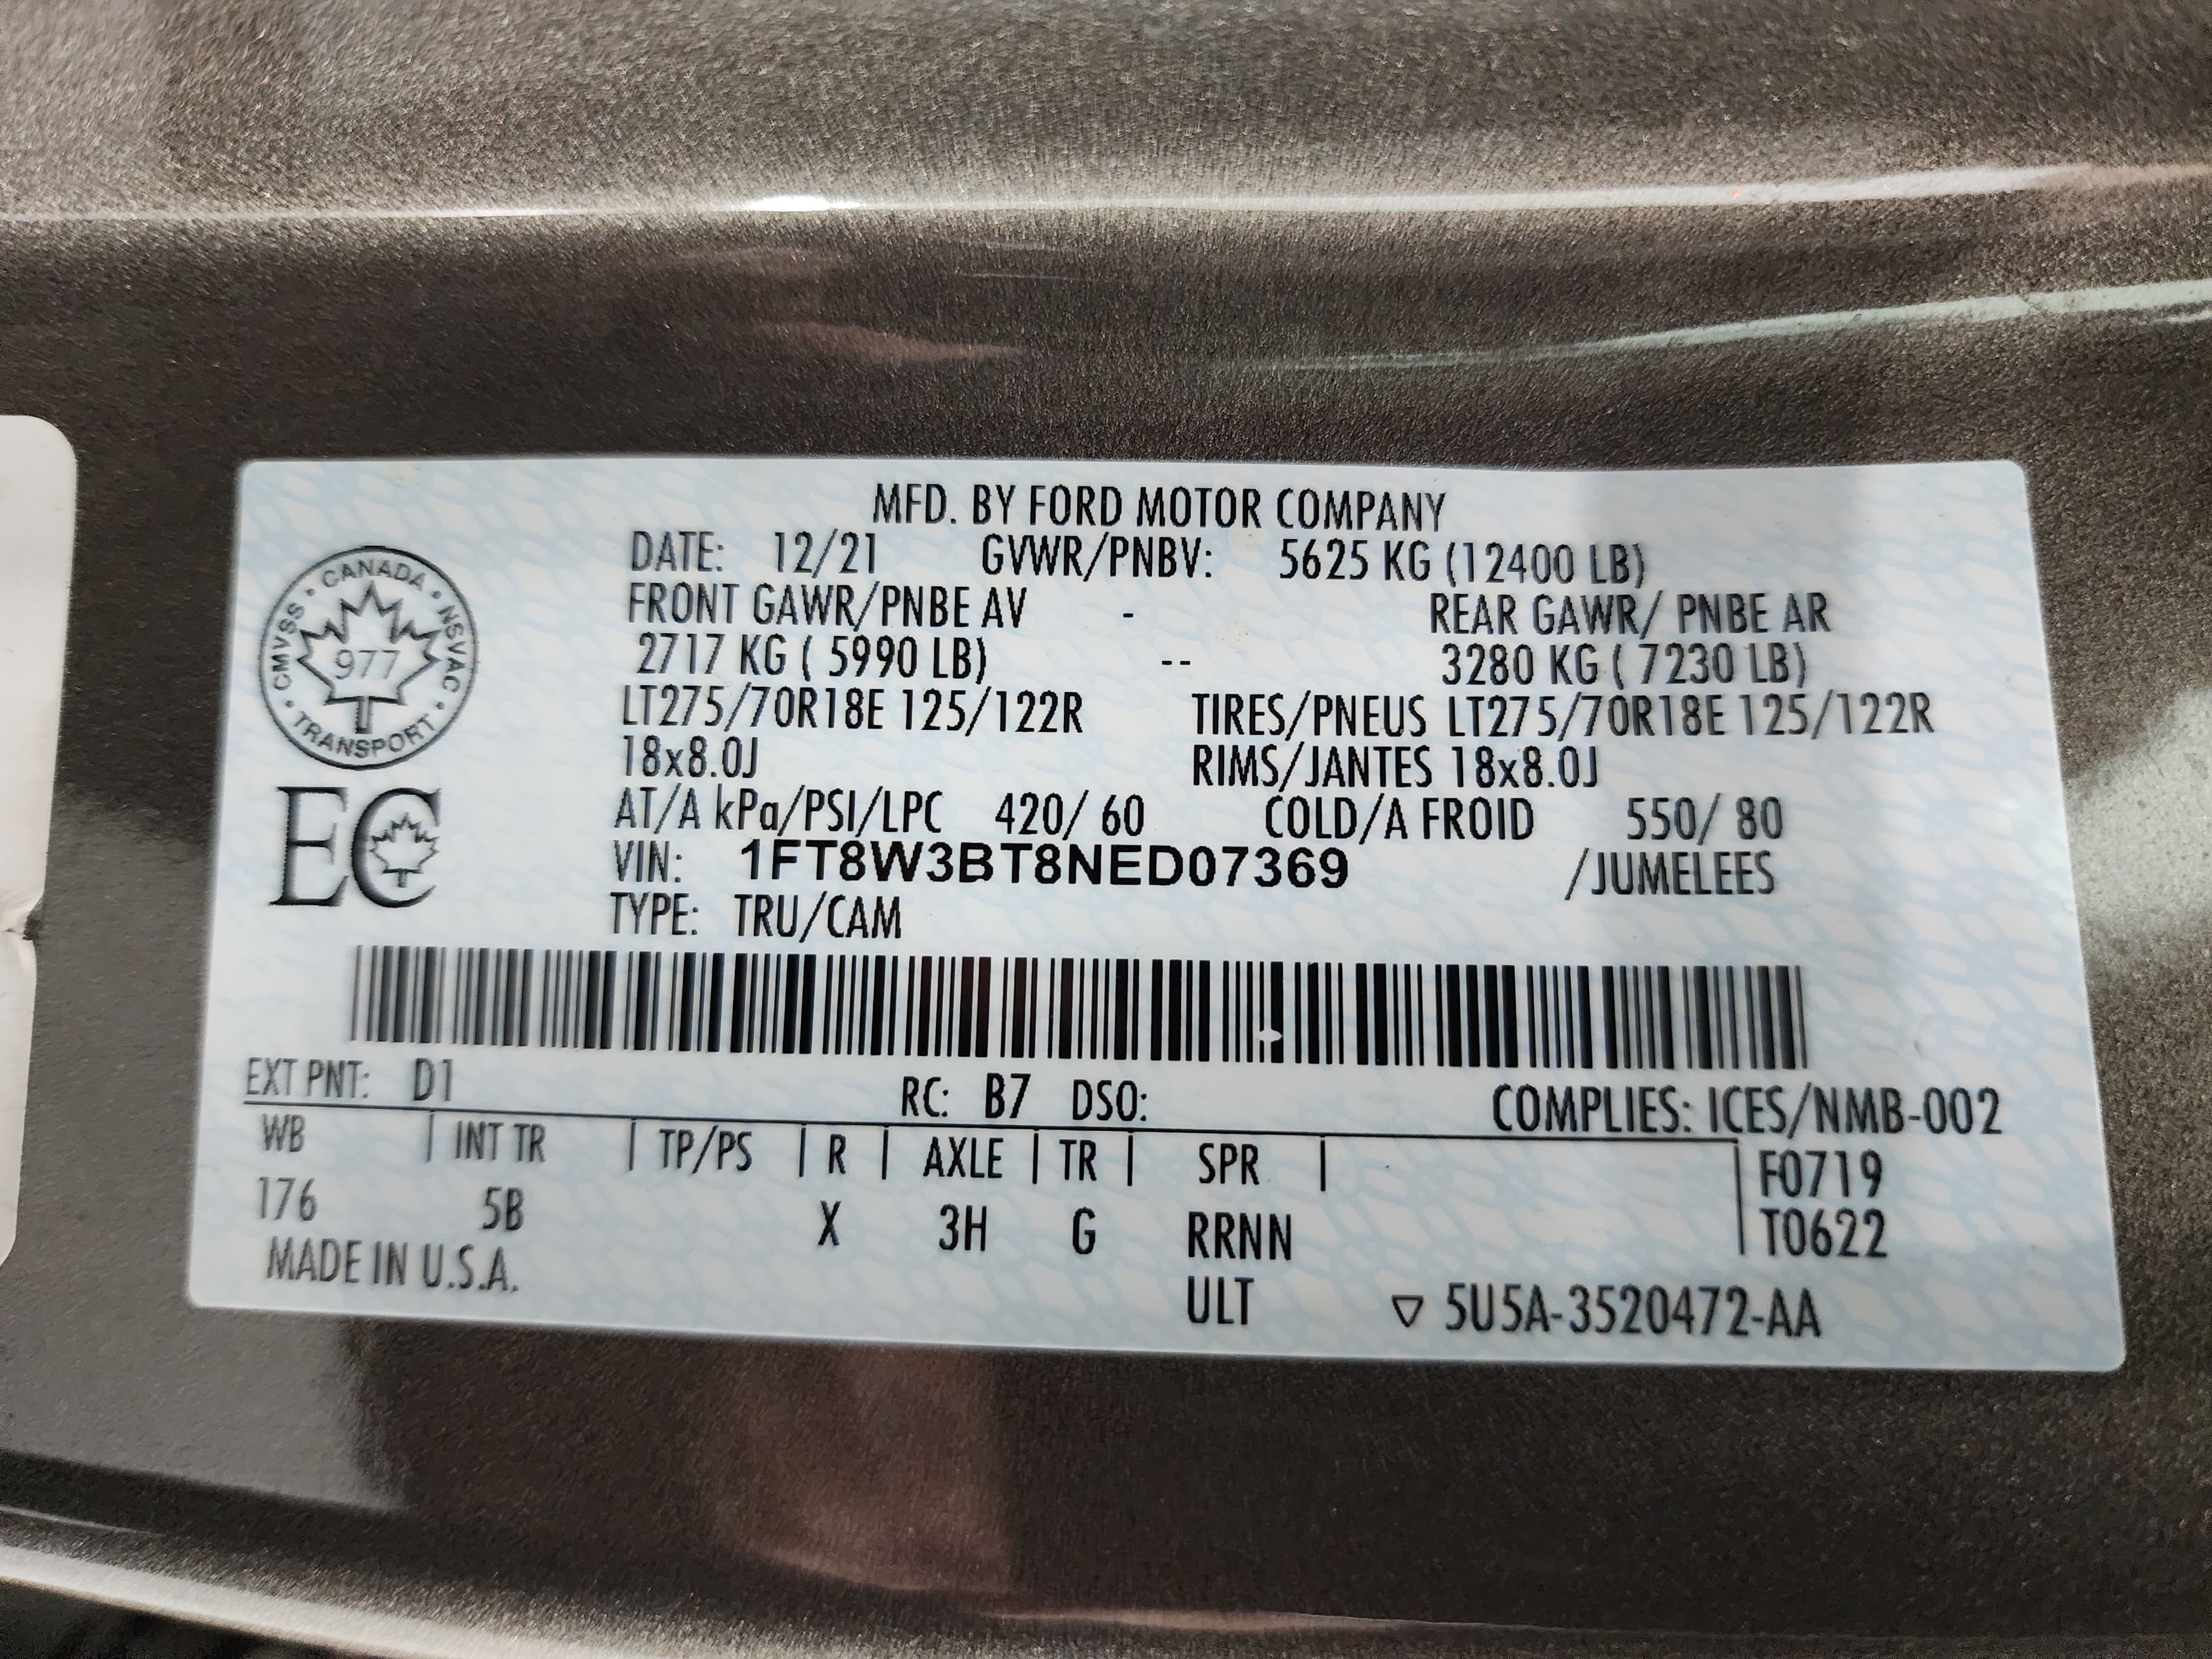 MFD. BY FORD MOTOR COMPANY
DATE: 12/21 GVWR/PNBV: 5625 KG (12400 LB)
FRONT GAWR/PNBE AV - REAR GAWR/ PNBE AR
2717 KG ( 5990 LB) -- 3280 KG ( 7230 LB)
LT275/70R18E 125/122R TIRES/PNEUS LT275/70R18E 125/122R
18x8.0J RIMS/JANTES 18x8.0J
AT/A kPa/PSI/LPC 420/ 60 COLD/A FROID 550/ 80
VIN: 1FT8W3BT8NED07369 /JUMELEES
TYPE: TRU/CAM
CANADA • NSVAC • TRANSPORT • CMVSS •
977
EC
EXT PNT: D1 RC: B7 DSO: COMPLIES: ICES/NMB-002
WB | INT TR | TP/PS | R | AXLE | TR | SPR | F0719
176 5B X 3H G RRNN T0622
MADE IN U.S.A. ULT ▽ 5U5A-3520472-AA